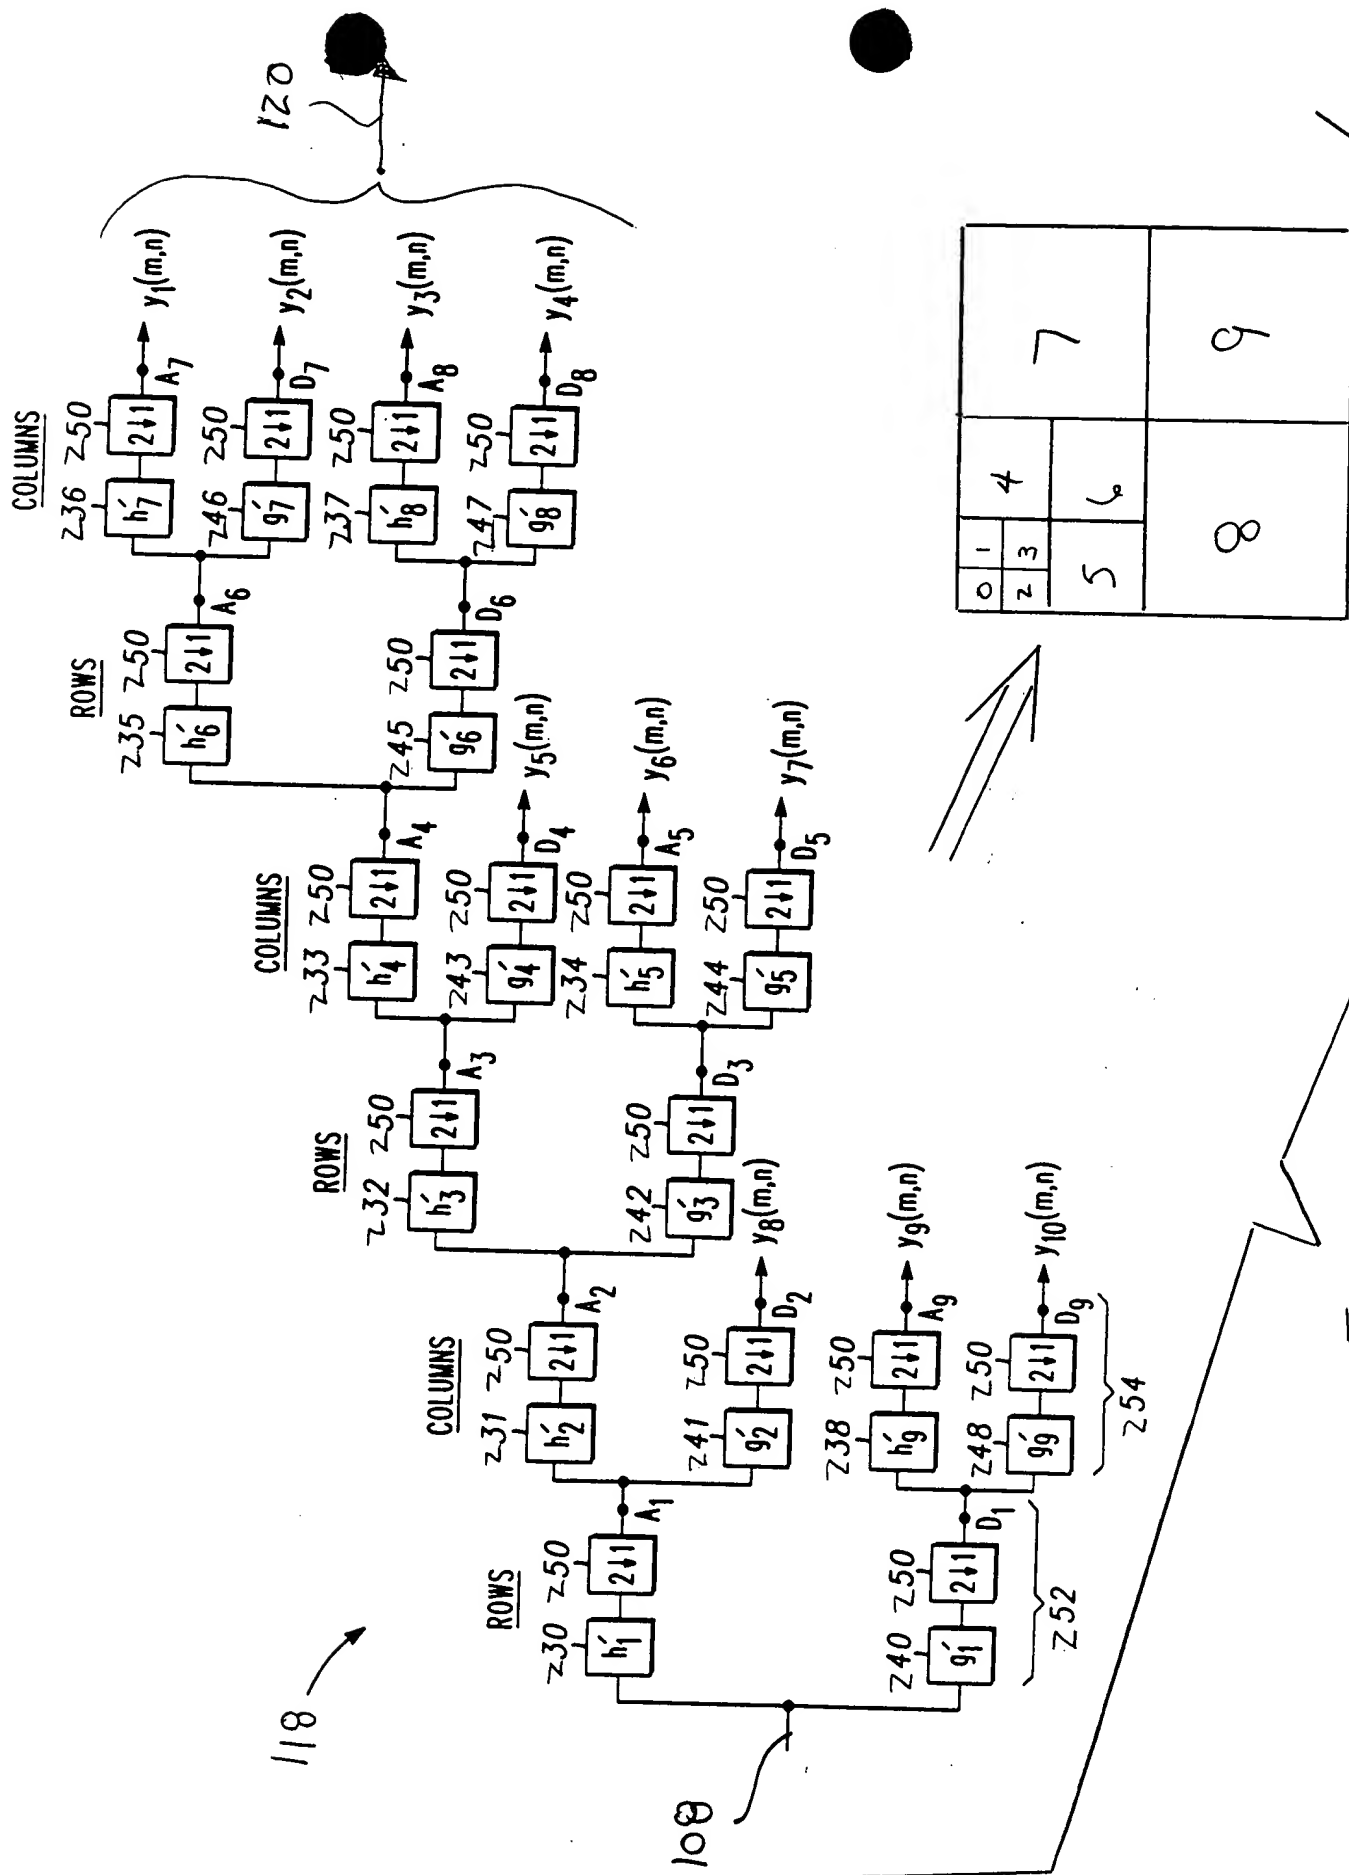 118
108
ROWS
230 250
h′1 2↓1 A1
240 250
g′1 2↓1 D1
252
COLUMNS
231 250
h′2 2↓1 A2
241 250
g′2 2↓1 D2 y8(m,n)
238 250
h′9 2↓1 A9 y9(m,n)
248 250
g′9 2↓1 D9 y10(m,n)
254
ROWS
232 250
h′3 2↓1 A3
242 250
g′3 2↓1 D3
COLUMNS
233 250
h′4 2↓1 A4
243 250
g′4 2↓1 D4 y5(m,n)
234 250
h′5 2↓1 A5 y6(m,n)
244 250
g′5 2↓1 D5 y7(m,n)
ROWS
235 250
h′6 2↓1 A6
245 250
g′6 2↓1 D6
COLUMNS
236 250
h′7 2↓1 A7 y1(m,n)
246 250
g′7 2↓1 D7 y2(m,n)
237 250
h′8 2↓1 A8 y3(m,n)
247 250
g′8 2↓1 D8 y4(m,n)
120
0 1 4 7
2 3
5 6
8 9